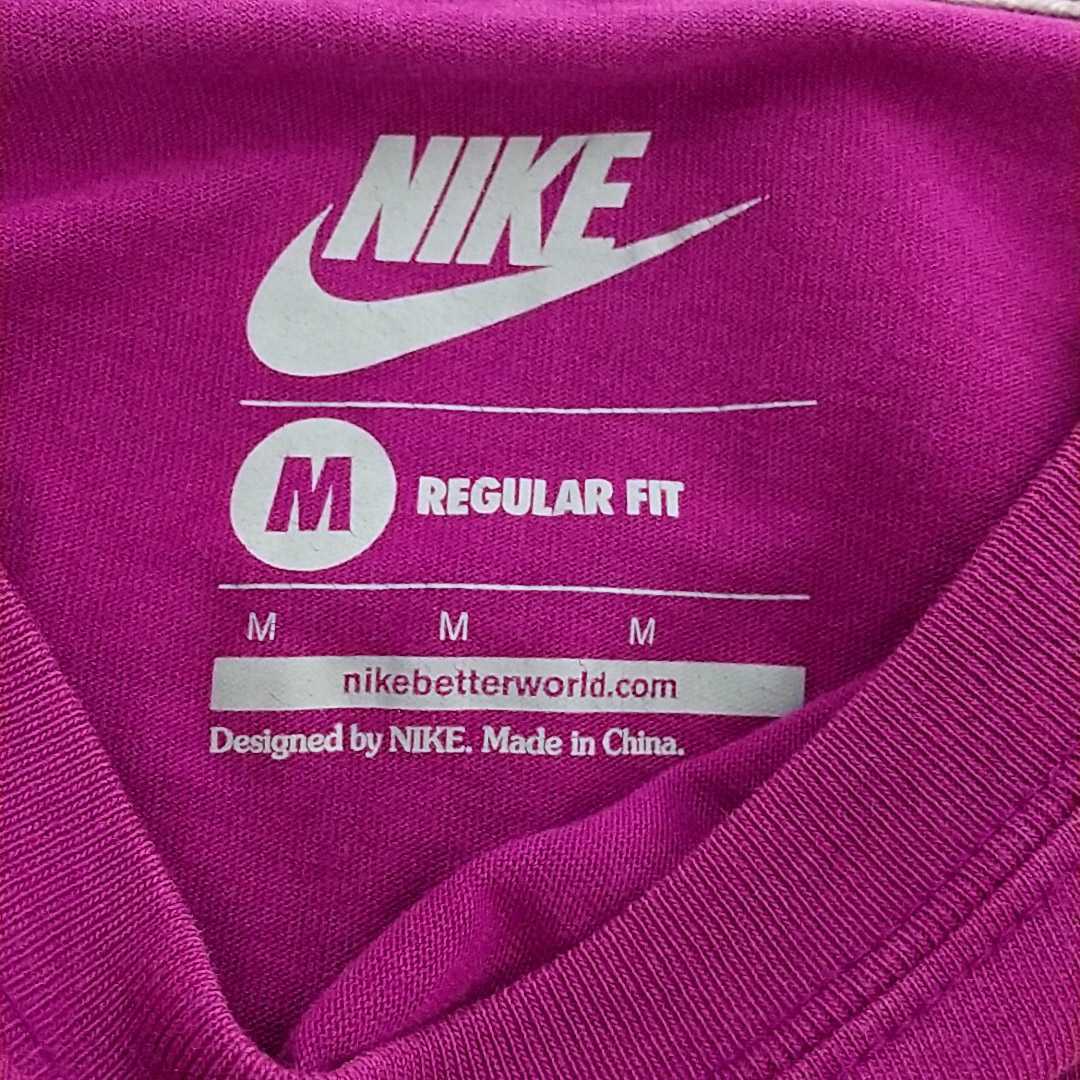 NIKE
M REGULAR FIT
M M M
nikebetterworld.com
Designed by NIKE. Made in China.